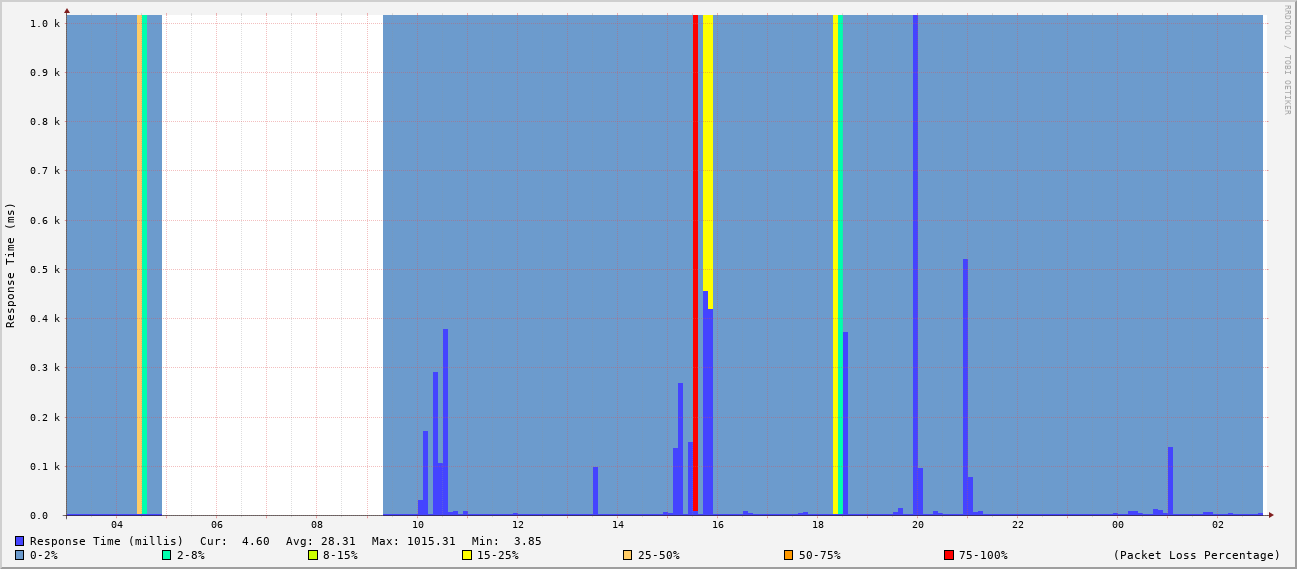 RRDTOOL / TOBI OETIKER
Response Time (ms)
1.0 k
0.9 k
0.8 k
0.7 k
0.6 k
0.5 k
0.4 k
0.3 k
0.2 k
0.1 k
0.0
04 06 08 10 12 14 16 18 20 22 00 02
Response Time (millis) Cur: 4.60 Avg: 28.31 Max: 1015.31 Min: 3.85
0-2% 2-8% 8-15% 15-25% 25-50% 50-75% 75-100% (Packet Loss Percentage)